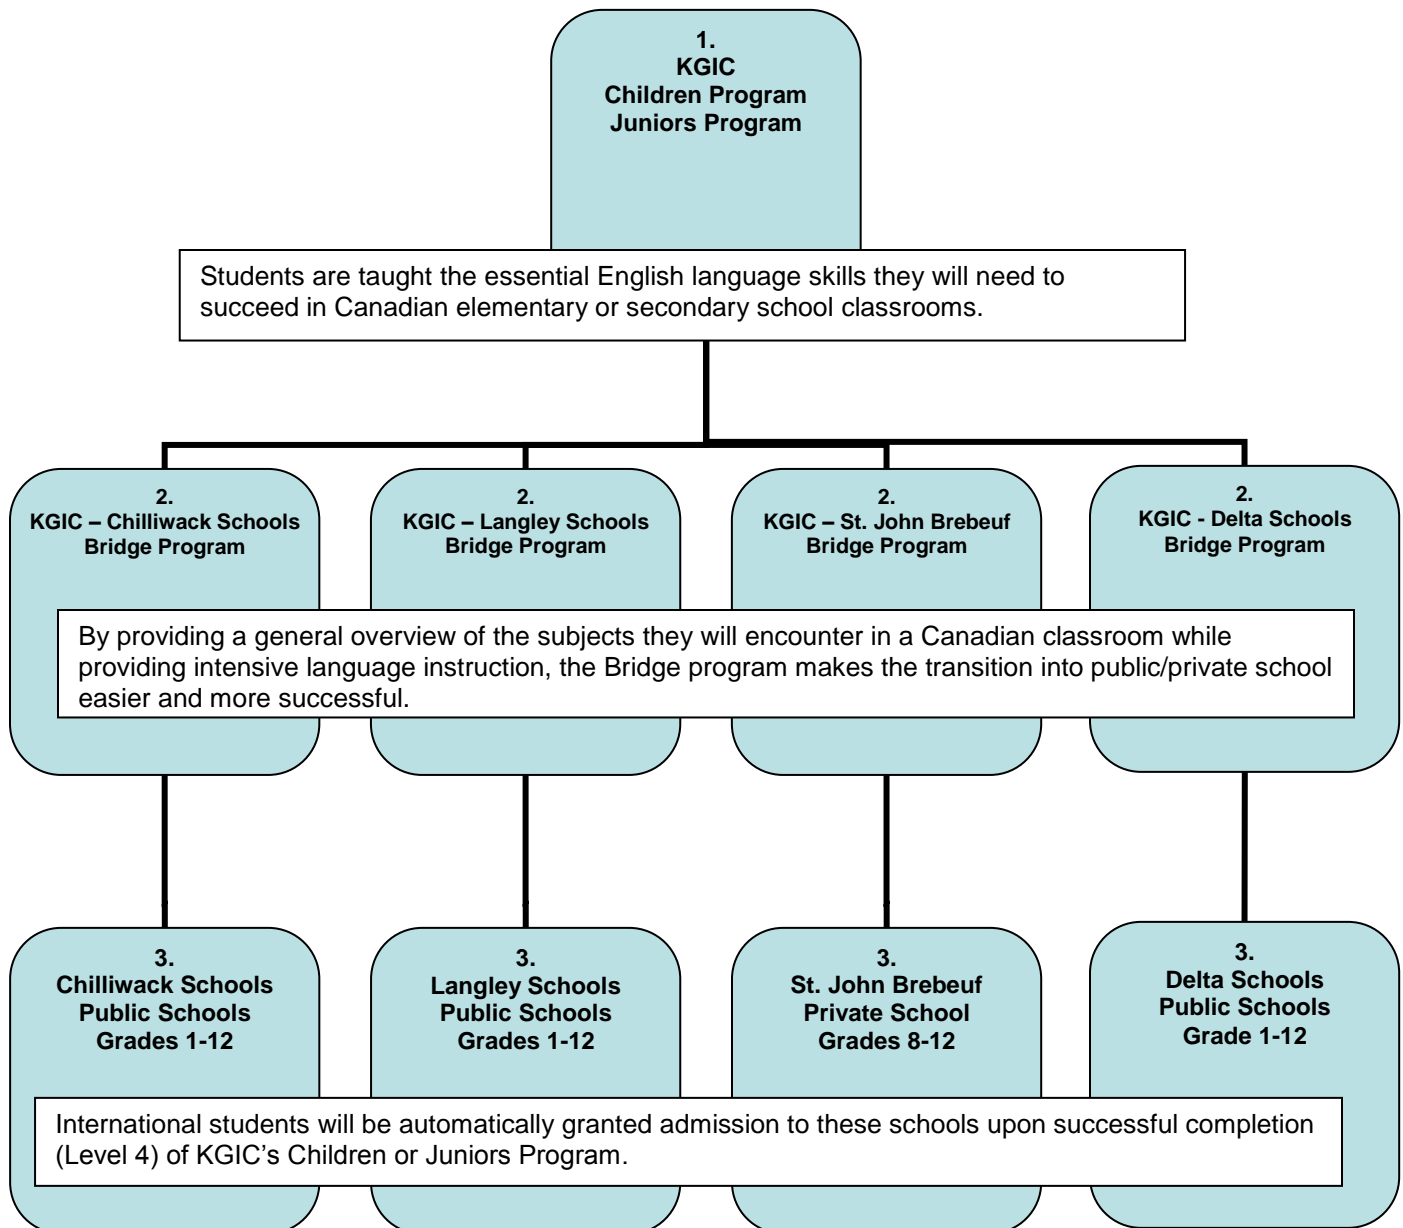 1.
KGIC
Children Program
Juniors Program
Students are taught the essential English language skills they will need to
succeed in Canadian elementary or secondary school classrooms.
2.
KGIC – Chilliwack Schools
Bridge Program
2.
KGIC – Langley Schools
Bridge Program
2.
KGIC – St. John Brebeuf
Bridge Program
2.
KGIC - Delta Schools
Bridge Program
By providing a general overview of the subjects they will encounter in a Canadian classroom while
providing intensive language instruction, the Bridge program makes the transition into public/private school
easier and more successful.
3.
Chilliwack Schools
Public Schools
Grades 1-12
3.
Langley Schools
Public Schools
Grades 1-12
3.
St. John Brebeuf
Private School
Grades 8-12
3.
Delta Schools
Public Schools
Grade 1-12
International students will be automatically granted admission to these schools upon successful completion
(Level 4) of KGIC’s Children or Juniors Program.